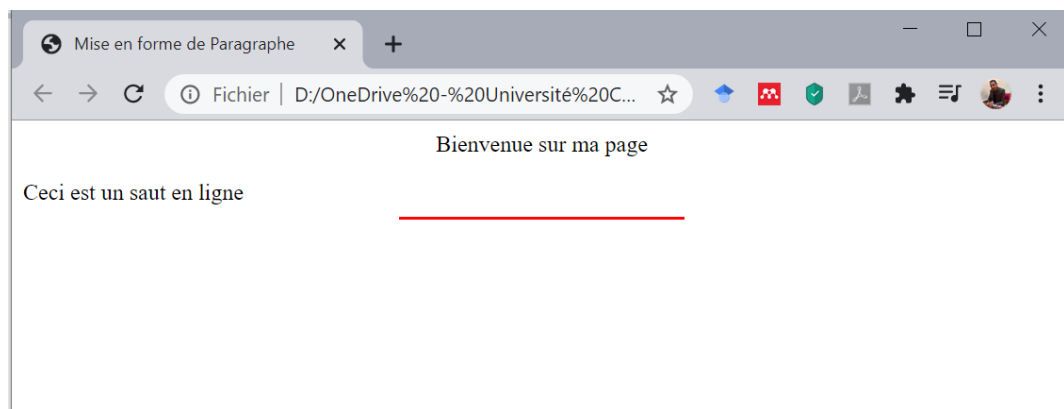 Mise en forme de Paragraphe
Fichier | D:/OneDrive%20-%20Université%20C...
Bienvenue sur ma page
Ceci est un saut en ligne